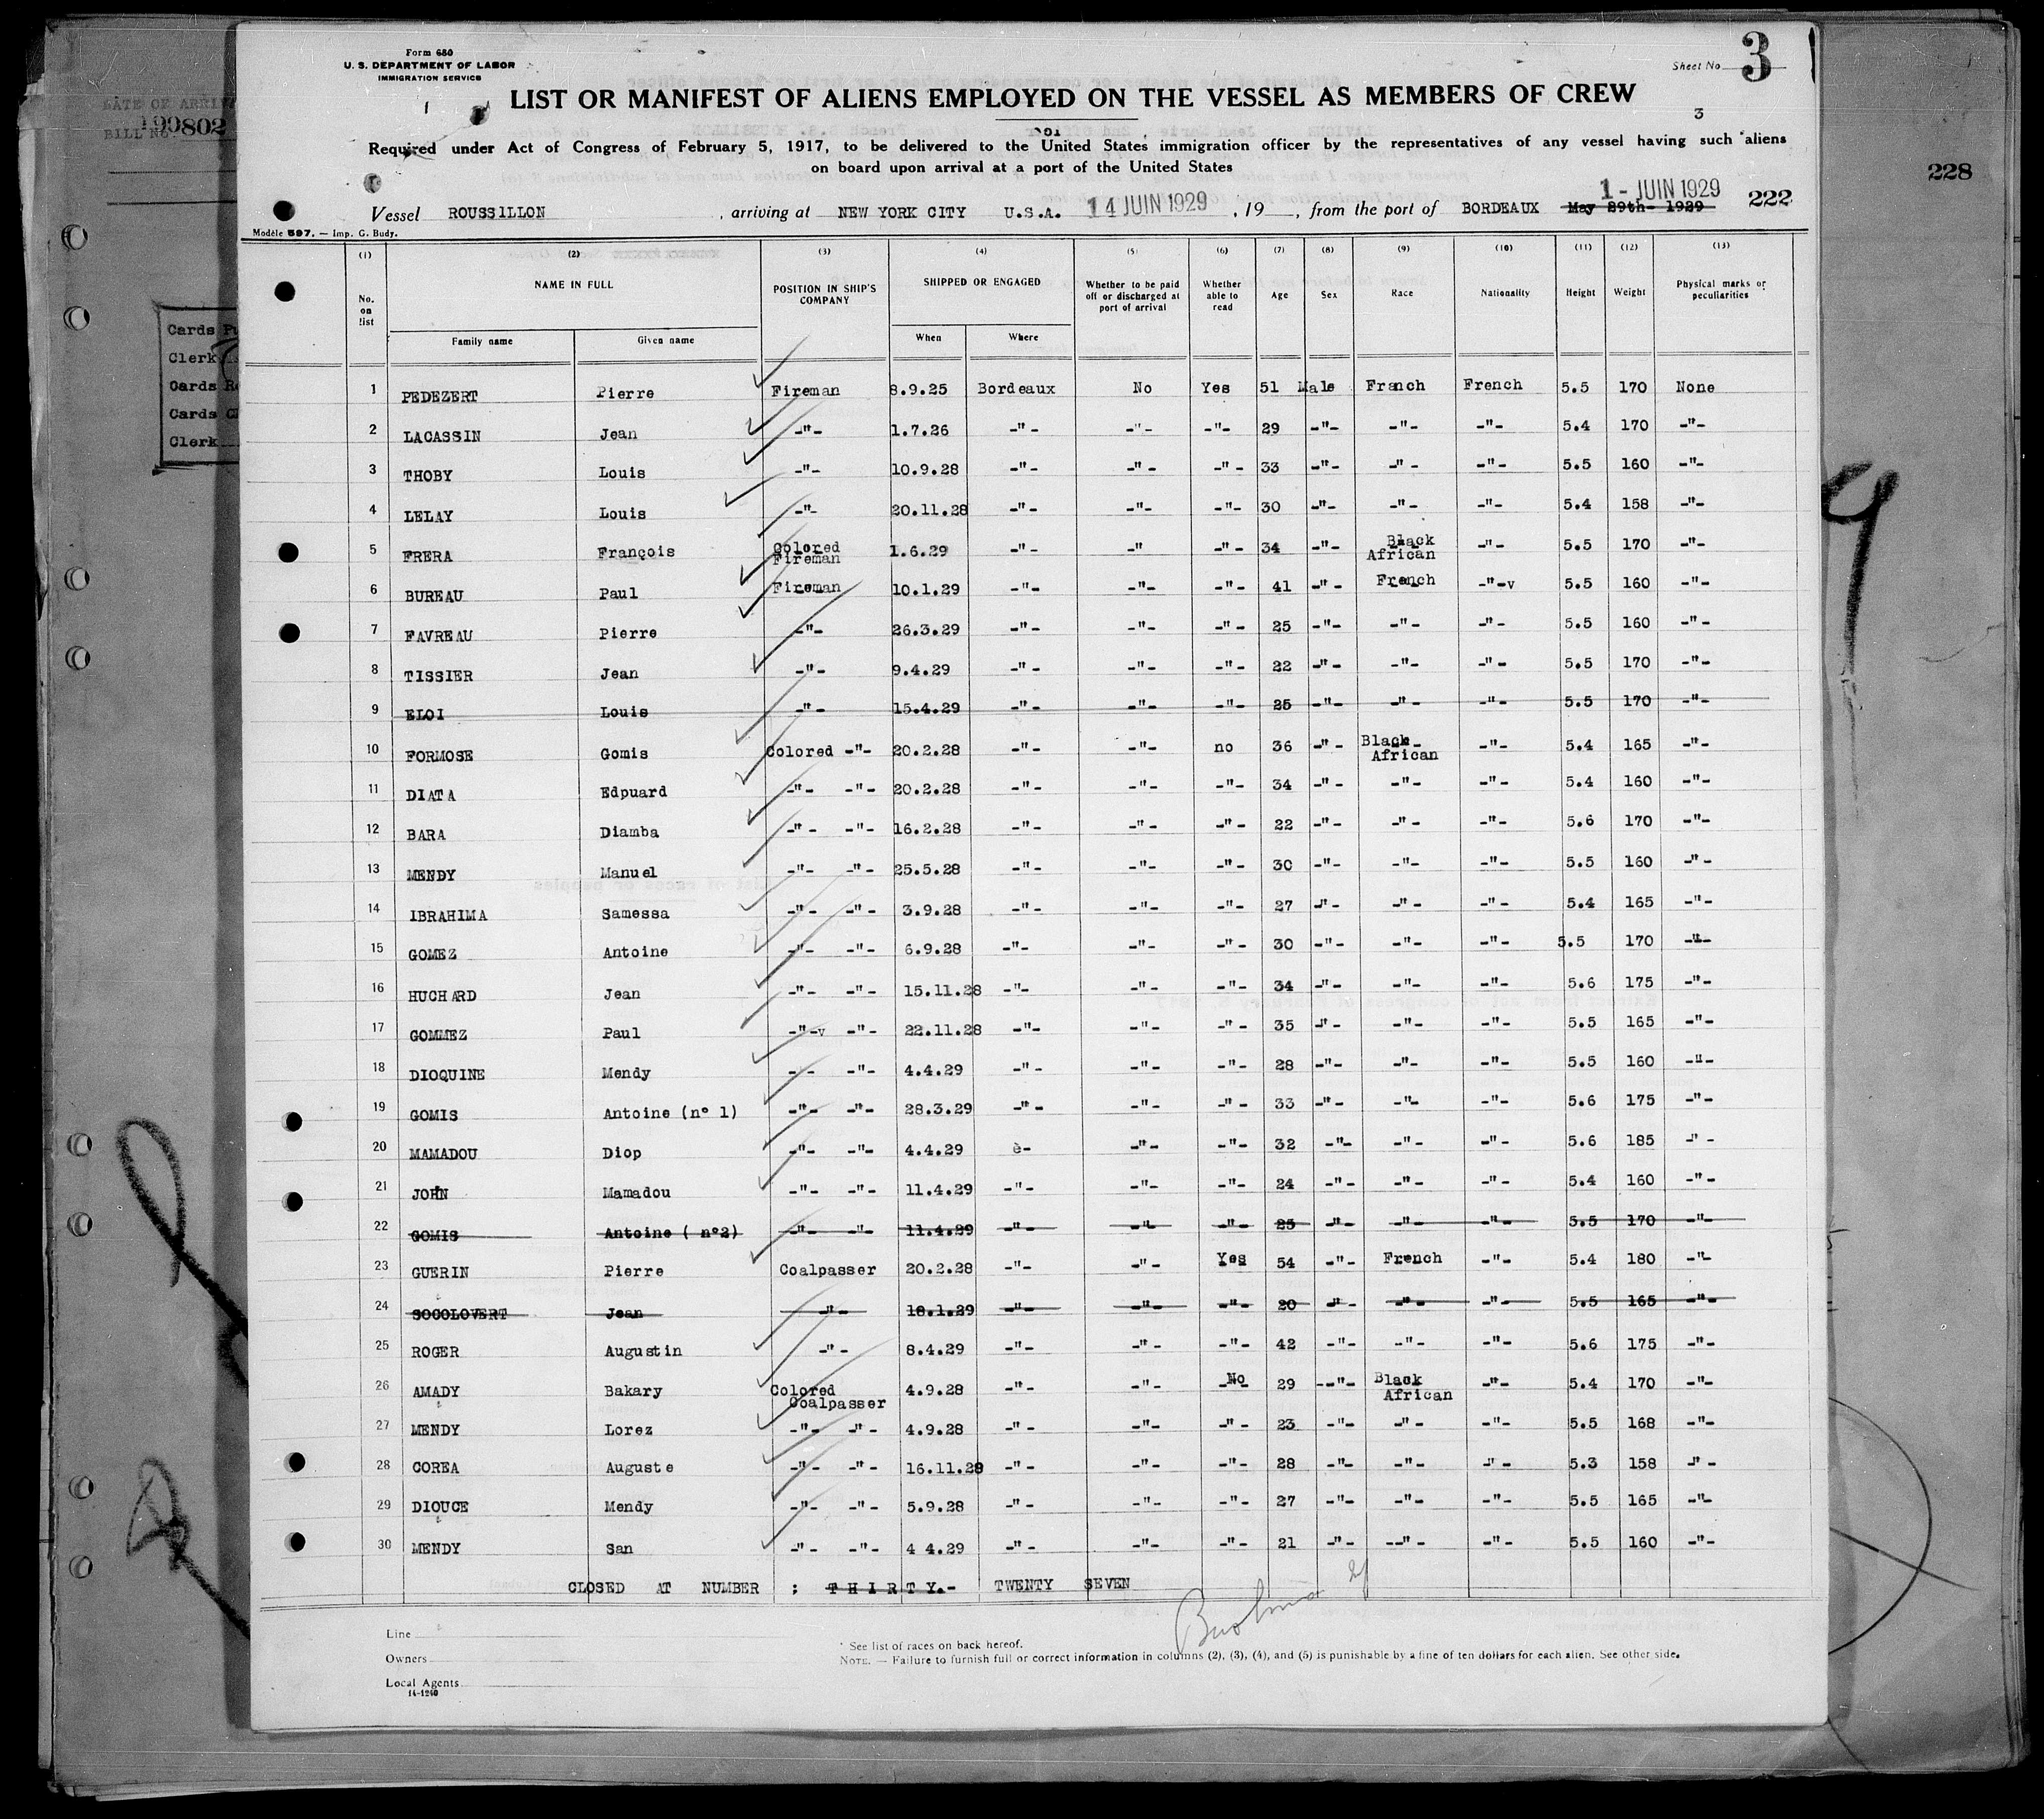 Form 680
U. S. DEPARTMENT OF LABOR
IMMIGRATION SERVICE
Sheet No 3
LIST OR MANIFEST OF ALIENS EMPLOYED ON THE VESSEL AS MEMBERS OF CREW
3
Required under Act of Congress of February 5, 1917, to be delivered to the United States immigration officer by the representatives of any vessel having such aliens
on board upon arrival at a port of the United States
199802
228
Vessel ROUSSILLON, arriving at NEW YORK CITY U.S.A. 14 JUIN 1929, 19 , from the port of BORDEAUX May 29th- 1929 1- JUIN 1929 222
Modèle 597. — Imp. G. Budy.
(1) (2) (3) (4) (5) (6) (7) (8) (9) (10) (11) (12) (13)
No. on list NAME IN FULL POSITION IN SHIP'S COMPANY SHIPPED OR ENGAGED Whether to be paid off or discharged at port of arrival Whether able to read Age Sex Race Nationality Height Weight Physical marks or peculiarities
Family name Given name When Where
1 PEDEZERT Pierre Fireman 8.9.25 Bordeaux No Yes 51 Male Franch French 5.5 170 None
2 LACASSIN Jean -"- 1.7.26 -"- -"- -"- 29 -"- -"- -"- 5.4 170 -"-
3 THOBY Louis -"- 10.9.28 -"- -"- -"- 33 -"- -"- -"- 5.5 160 -"-
4 LELAY Louis -"- 20.11.28 -"- -"- -"- 30 -"- -"- -"- 5.4 158 -"-
5 FRERA François Colored Fireman 1.6.29 -"- -" -"- 34 -"- Black African -"- 5.5 170 -"-
6 BUREAU Paul Fireman 10.1.29 -"- -"- -"- 41 -"- French -"-v 5.5 160 -"-
7 FAVREAU Pierre -"- 26.3.29 -"- -"- -"- 25 -"- -"- -"- 5.5 160 -"-
8 TISSIER Jean -"- 9.4.29 -"- -"- -"- 22 -"- -"- -"- 5.5 170 -"-
9 ELOI Louis -"- 15.4.29 -"- -"- -"- 25 -"- -"- -"- 5.5 170 -"-
10 FORMOSE Gomis Colored -"- 20.2.28 -"- -"- no 36 -"- Black African -"- 5.4 165 -"-
11 DIATA Edpuard -"- -"- 20.2.28 -"- -"- -"- 34 -"- -"- -"- 5.4 160 -"-
12 BARA Diamba -"- -"- 16.2.28 -"- -"- -"- 22 -"- -"- -"- 5.6 170 -"-
13 MENDY Manuel -"- -"- 25.5.28 -"- -"- -"- 30 -"- -"- -"- 5.5 160 -"-
14 IBRAHIMA Samessa -"- -"- 3.9.28 -"- -"- -"- 27 -"- -"- -"- 5.4 165 -"-
15 GOMEZ Antoine -"- -"- 6.9.28 -"- -"- -"- 30 -"- -"- -"- 5.5 170 -"-
16 HUCHARD Jean -"- -"- 15.11.28 -"- -"- -"- 34 -"- -"- -"- 5.6 175 -"-
17 GOMMEZ Paul -"-v -"- 22.11.28 -"- -"- -"- 35 -"- -"- -"- 5.5 165 -"-
18 DIOQUINE Mendy -"- -"- 4.4.29 -"- -"- -"- 28 -"- -"- -"- 5.5 160 -"-
19 GOMIS Antoine (n° 1) -"- -"- 28.3.29 -"- -"- -"- 33 -"- -"- -"- 5.6 175 -"-
20 MAMADOU Diop -"- -"- 4.4.29 è- -"- -"- 32 -"- -"- -"- 5.6 185 -"-
21 JOHN Mamadou -"- -"- 11.4.29 -"- -"- -"- 24 -"- -"- -"- 5.4 160 -"-
22 GOMIS Antoine ( n°2) -"- -"- 11.4.29 -"- -"- -"- 25 -"- -"- -"- 5.5 170 -"-
23 GUERIN Pierre Coalpasser 20.2.28 -"- -"- Yes 54 -"- French -"- 5.4 180 -"-
24 SOCOLOVERT Jean -"- 18.1.29 -"- -"- -"- 20 -"- -"- -"- 5.5 165 -"-
25 ROGER Augustin -"- 8.4.29 -"- -"- -"- 42 -"- -"- -"- 5.6 175 -"-
26 AMADY Bakary Colored Coalpasser 4.9.28 -"- -"- No 29 --"- Black African -"- 5.4 170 -"-
27 MENDY Lorez -"- -"- 4.9.28 -"- -"- -"- 23 -"- -"- -"- 5.5 168 -"-
28 COREA Auguste -"- -"- 16.11.28 -"- -"- -"- 28 -"- -"- -"- 5.3 158 -"-
29 DIOUCE Mendy -"- -"- 5.9.28 -"- -"- -"- 27 -"- -"- -"- 5.5 165 -"-
30 MENDY San -"- -"- 4 4.29 -"- -"- -"- 21 -"- --"- -"- 5.5 160 -"-
CLOSED AT NUMBER ; THIRTY.- TWENTY SEVEN
Line
Owners
Local Agents
14-1240
* See list of races on back hereof.
NOTE. — Failure to furnish full or correct information in columns (2), (3), (4), and (5) is punishable by a fine of ten dollars for each alien. See other side.